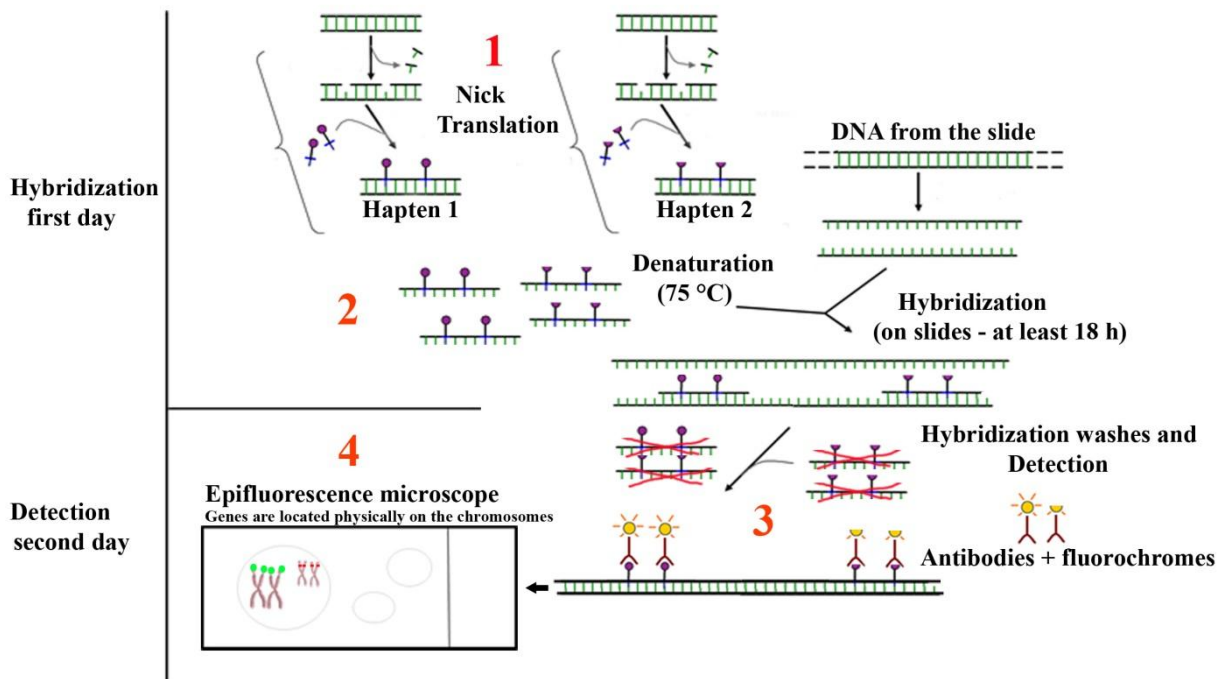 1
Nick
Translation
DNA from the slide
Hybridization
first day
Hapten 1
Hapten 2
2
Denaturation
(75 °C)
Hybridization
(on slides - at least 18 h)
4
Hybridization washes and
Detection
Detection
second day
Epifluorescence microscope
Genes are located physically on the chromosomes
3
Antibodies + fluorochromes